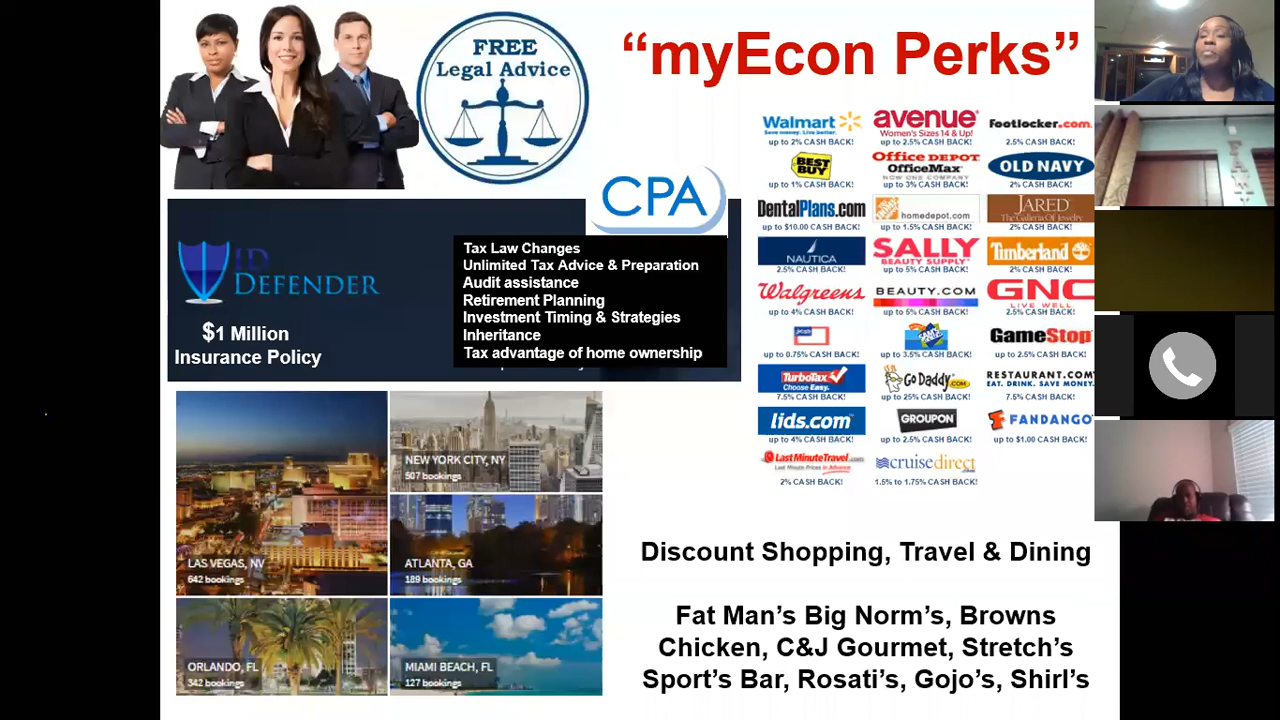 FREE
Legal Advice
“myEcon Perks”
CPA
ID
DEFENDER
$1 Million
Insurance Policy
Tax Law Changes
Unlimited Tax Advice & Preparation
Audit assistance
Retirement Planning
Investment Timing & Strategies
Inheritance
Tax advantage of home ownership
Walmart
Save money. Live better.
up to 2% CASH BACK!
avenue
Women's Sizes 14 & Up!
up to 2.5% CASH BACK!
Footlocker.com
2.5% CASH BACK!
BEST
BUY
up to 1% CASH BACK!
Office DEPOT
OfficeMax
NOW ONE COMPANY
up to 3% CASH BACK!
OLD NAVY
2% CASH BACK!
DENTALPLANS.com
up to $10.00 CASH BACK!
homedepot.com
up to 1.5% CASH BACK!
JARED
The Galleria Of Jewelry
2% CASH BACK!
NAUTICA
2.5% CASH BACK!
SALLY
BEAUTY SUPPLY
up to 5% CASH BACK!
Timberland
2% CASH BACK!
Walgreens
up to 4% CASH BACK!
BEAUTY.COM
up to 5% CASH BACK!
GNC
LIVE WELL
2.5% CASH BACK!
up to 0.75% CASH BACK!
up to 3.5% CASH BACK!
GameStop
up to 2.5% CASH BACK!
TurboTax
Choose Easy.
7.5% CASH BACK!
Go Daddy.COM
up to 25% CASH BACK!
RESTAURANT.COM
EAT. DRINK. SAVE MONEY.
7.5% CASH BACK!
lids.com
up to 4% CASH BACK!
GROUPON
up to 2.5% CASH BACK!
FANDANGO
up to $1.00 CASH BACK!
LastMinuteTravel.com
Last Minute Prices in Advance
2% CASH BACK!
cruisedirect
.com
1.5% to 1.75% CASH BACK!
LAS VEGAS, NV
642 bookings
NEW YORK CITY, NY
507 bookings
ATLANTA, GA
189 bookings
ORLANDO, FL
342 bookings
MIAMI BEACH, FL
127 bookings
Discount Shopping, Travel & Dining
Fat Man’s Big Norm’s, Browns
Chicken, C&J Gourmet, Stretch’s
Sport’s Bar, Rosati’s, Gojo’s, Shirl’s